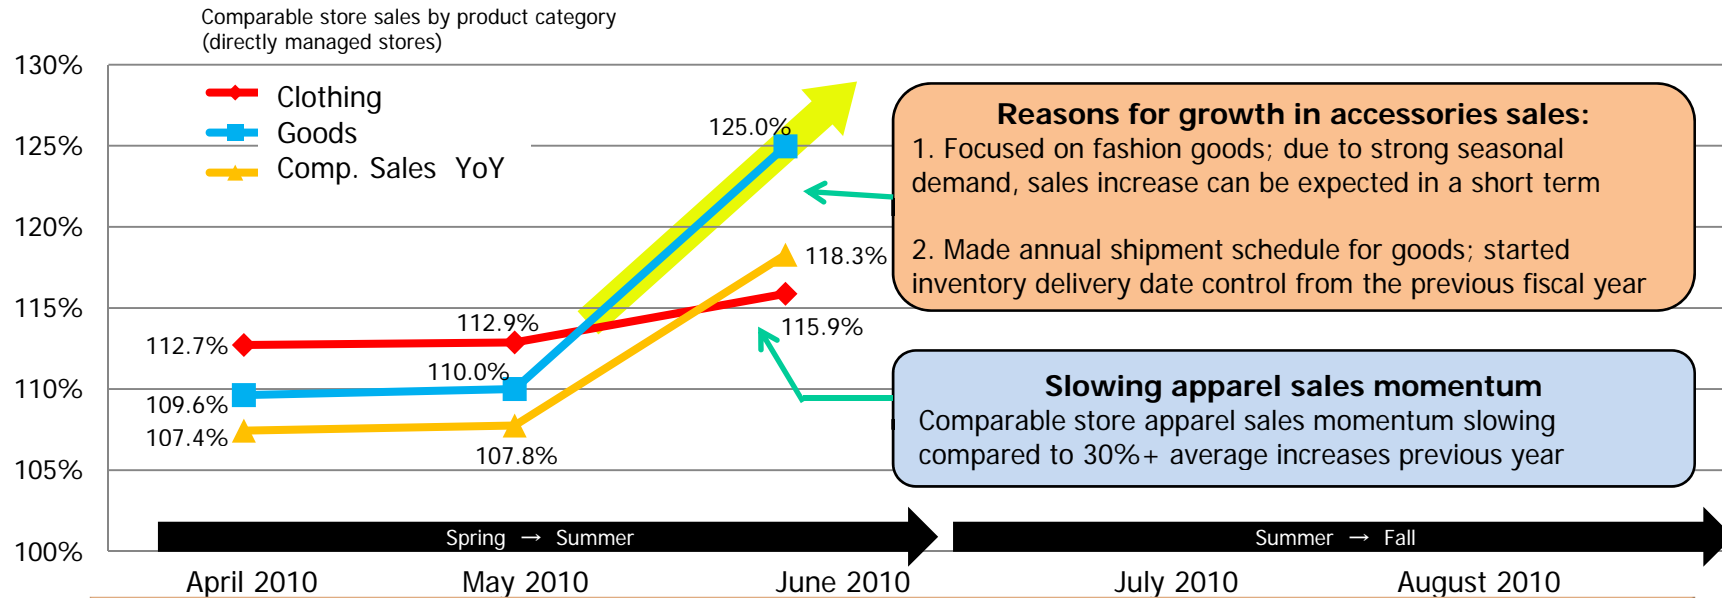 Comparable store sales by product category
(directly managed stores)
130%
125%
120%
115%
110%
105%
100%
Clothing
Goods
Comp. Sales YoY
112.7%
109.6%
107.4%
112.9%
110.0%
107.8%
125.0%
118.3%
115.9%
Reasons for growth in accessories sales:
1. Focused on fashion goods; due to strong seasonal
demand, sales increase can be expected in a short term
2. Made annual shipment schedule for goods; started
inventory delivery date control from the previous fiscal year
Slowing apparel sales momentum
Comparable store apparel sales momentum slowing
compared to 30%+ average increases previous year
Spring → Summer
Summer → Fall
April 2010
May 2010
June 2010
July 2010
August 2010